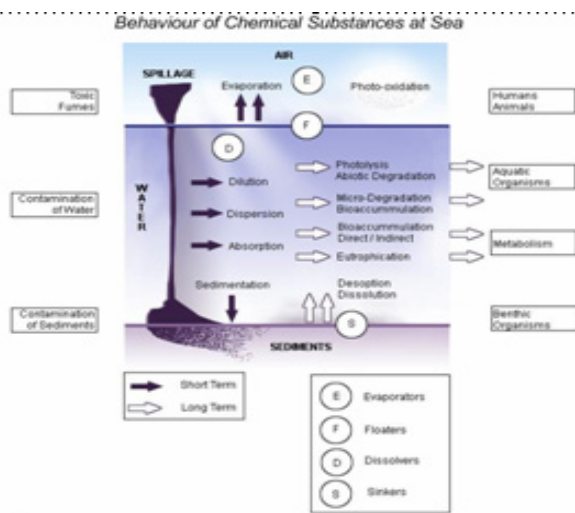 Behaviour of Chemical Substances at Sea
AIR
SPILLAGE
Evaporation
E
Photo-oxidation
Toxic
Fumes
Humans
Animals
F
D
Photolysis
Abiotic Degradation
Aquatic
Organisms
Dilution
WATER
Contamination
of Water
Micro-Degradation
Bioaccummulation
Dispersion
Bioaccummulation
Direct / Indirect
Metabolism
Absorption
Eutrophication
Sedimentation
Desoption
Dissolution
Contamination
of Sediments
S
Benthic
Organisms
SEDIMENTS
Short Term
Long Term
E Evaporators
F Floaters
D Dissolvers
S Sinkers